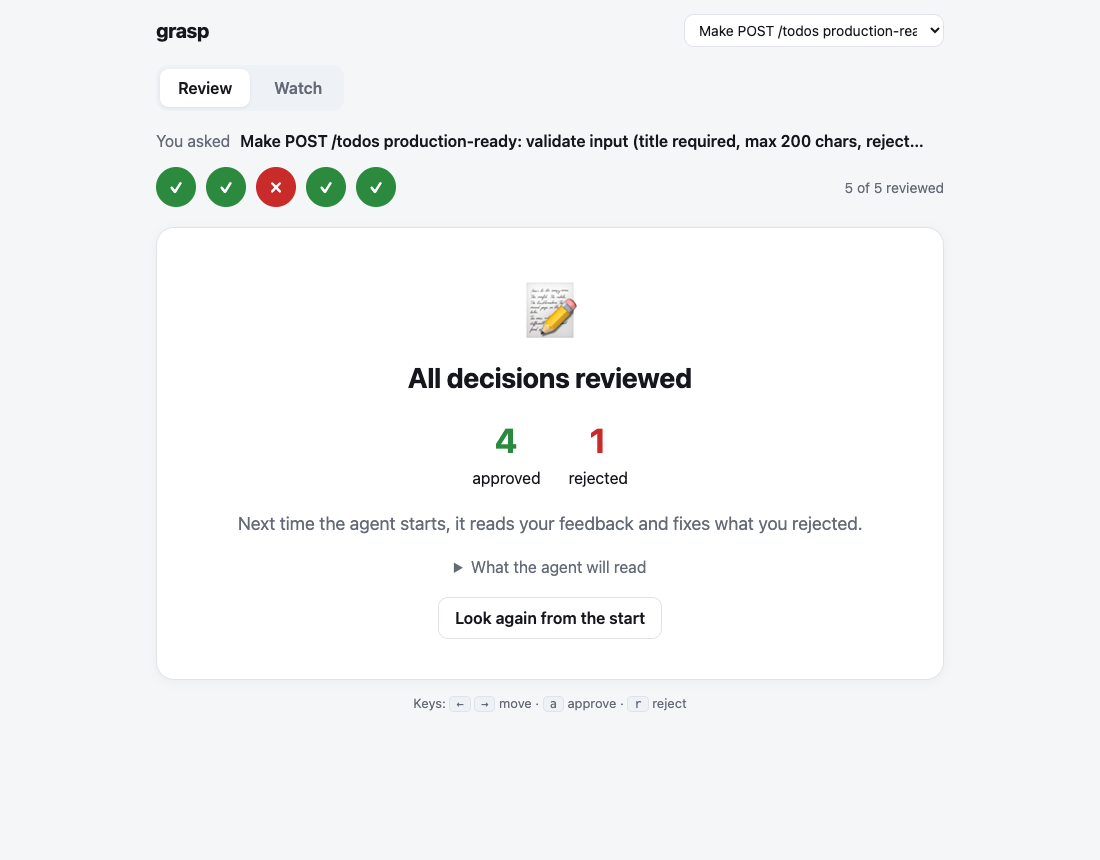 grasp
Make POST /todos production-rea
Review
Watch
You asked Make POST /todos production-ready: validate input (title required, max 200 chars, reject...
5 of 5 reviewed
All decisions reviewed
4
1
approved
rejected
Next time the agent starts, it reads your feedback and fixes what you rejected.
▶ What the agent will read
Look again from the start
Keys: ← → move · a approve · r reject